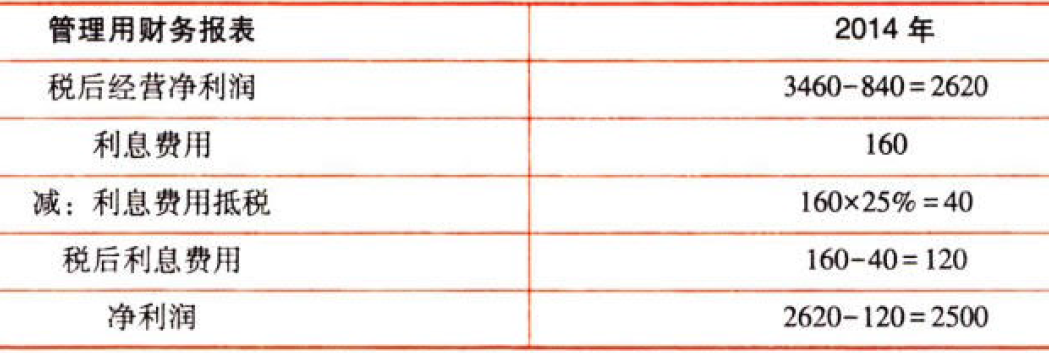 管理用财务报表 2014 年
税后经营净利润 3460-840=2620
利息费用 160
减：利息费用抵税 160×25%=40
税后利息费用 160-40=120
净利润 2620-120=2500